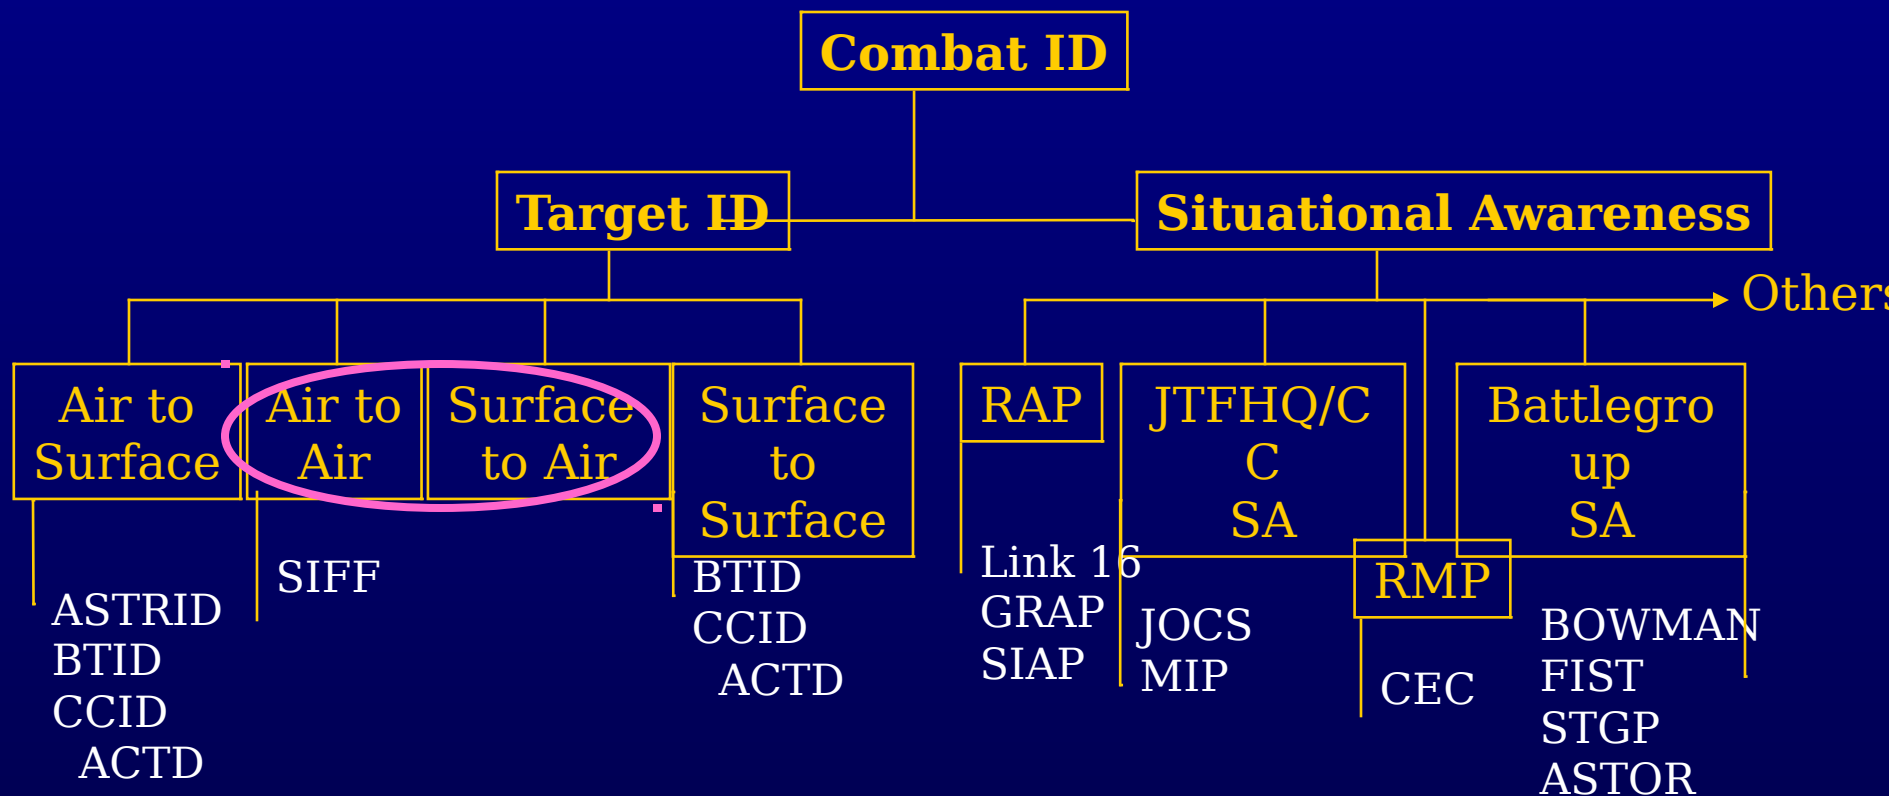 Combat ID
Target ID
Situational Awareness
Others
Air to
Surface
Air to
Air
Surface
to Air
Surface
to
Surface
RAP
JTFHQ/C
C
SA
Battlegro
up
SA
RMP
ASTRID
BTID
CCID
ACTD
SIFF
BTID
CCID
ACTD
Link 16
GRAP
SIAP
JOCS
MIP
CEC
BOWMAN
FIST
STGP
ASTOR